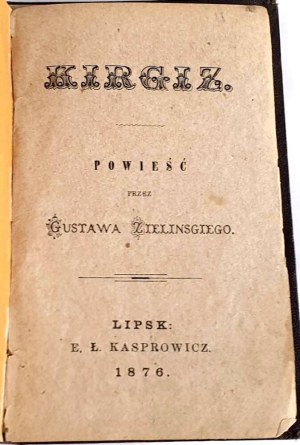 KIRGIZ.
POWIEŚĆ
PRZEZ
GUSTAWA ZIELINSGIEGO.
LIPSK:
E, Ł. KASPROWICZ.
1876.